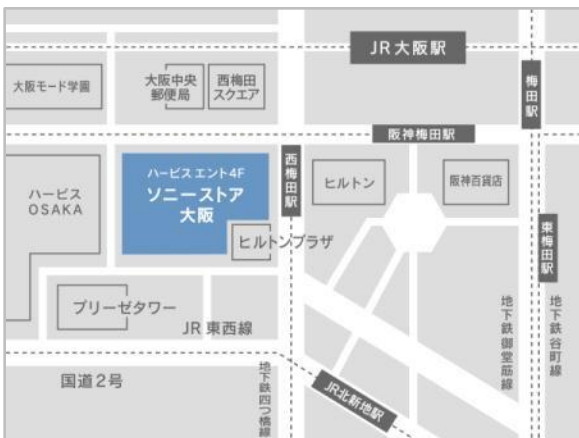 JR 大阪駅
大阪モード学園
大阪中央
郵便局
西梅田
スクエア
梅田駅
阪神梅田駅
ハービス
OSAKA
ハービス エント4F
ソニーストア
大阪
西梅田駅
ヒルトン
阪神百貨店
ヒルトンプラザ
東梅田駅
ブリーゼタワー
JR 東西線
地下鉄御堂筋線
地下鉄谷町線
国道2号
地下鉄四つ橋線
JR北新地駅